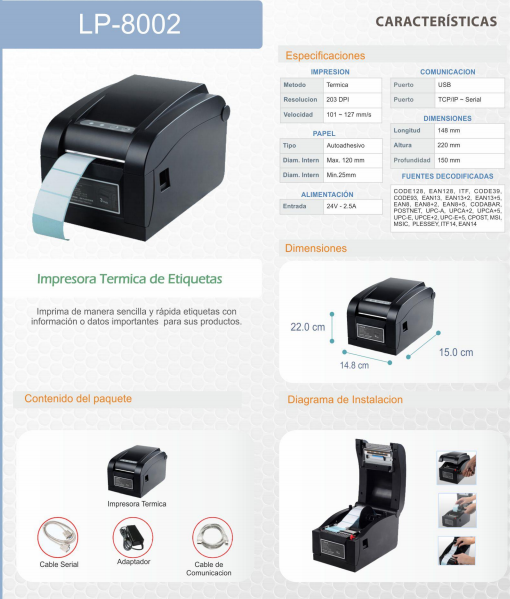 LP-8002
CARACTERÍSTICAS
Especificaciones
IMPRESION
Metodo Termica
Resolucion 203 DPI
Velocidad 101 ~ 127 mm/s
PAPEL
Tipo Autoadhesivo
Diam. Intern Max. 120 mm
Diam. Intern Min.25mm
ALIMENTACIÓN
Entrada 24V - 2.5A
COMUNICACION
Puerto USB
Puerto TCP/IP ~ Serial
DIMENSIONES
Longitud 148 mm
Altura 220 mm
Profundidad 150 mm
FUENTES DECODIFICADAS
CODE128, EAN128, ITF, CODE39,
CODE93, EAN13, EAN13+2, EAN13+5,
EAN8, EAN8+2, EAN8+5, CODABAR,
POSTNET, UPC-A, UPCA+2, UPCA+5,
UPC-E, UPCE+2, UPC-E+5, CPOST, MSI,
MSIC, PLESSEY, ITF14, EAN14
Impresora Termica de Etiquetas
Imprima de manera sencilla y rápida etiquetas con
información o datos importantes para sus productos.
Dimensiones
22.0 cm
14.8 cm
15.0 cm
Contenido del paquete
Impresora Termica
Cable Serial
Adaptador
Cable de
Comunicacion
Diagrama de Instalacion